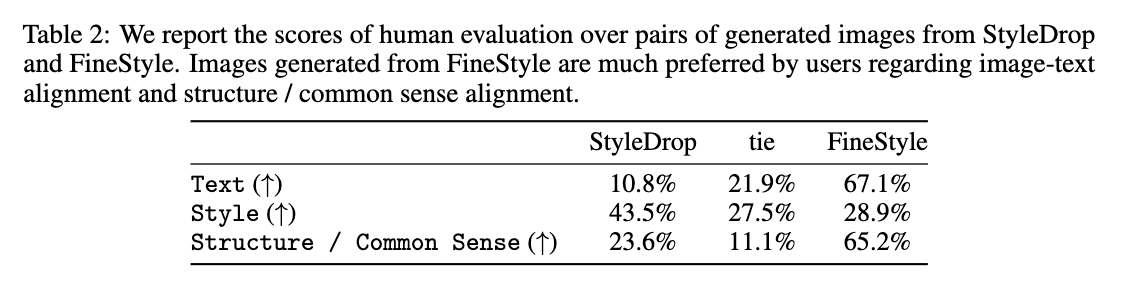 Table 2: We report the scores of human evaluation over pairs of generated images from StyleDrop
and FineStyle. Images generated from FineStyle are much preferred by users regarding image-text
alignment and structure / common sense alignment.
StyleDrop tie FineStyle
Text (↑) 10.8% 21.9% 67.1%
Style (↑) 43.5% 27.5% 28.9%
Structure / Common Sense (↑) 23.6% 11.1% 65.2%